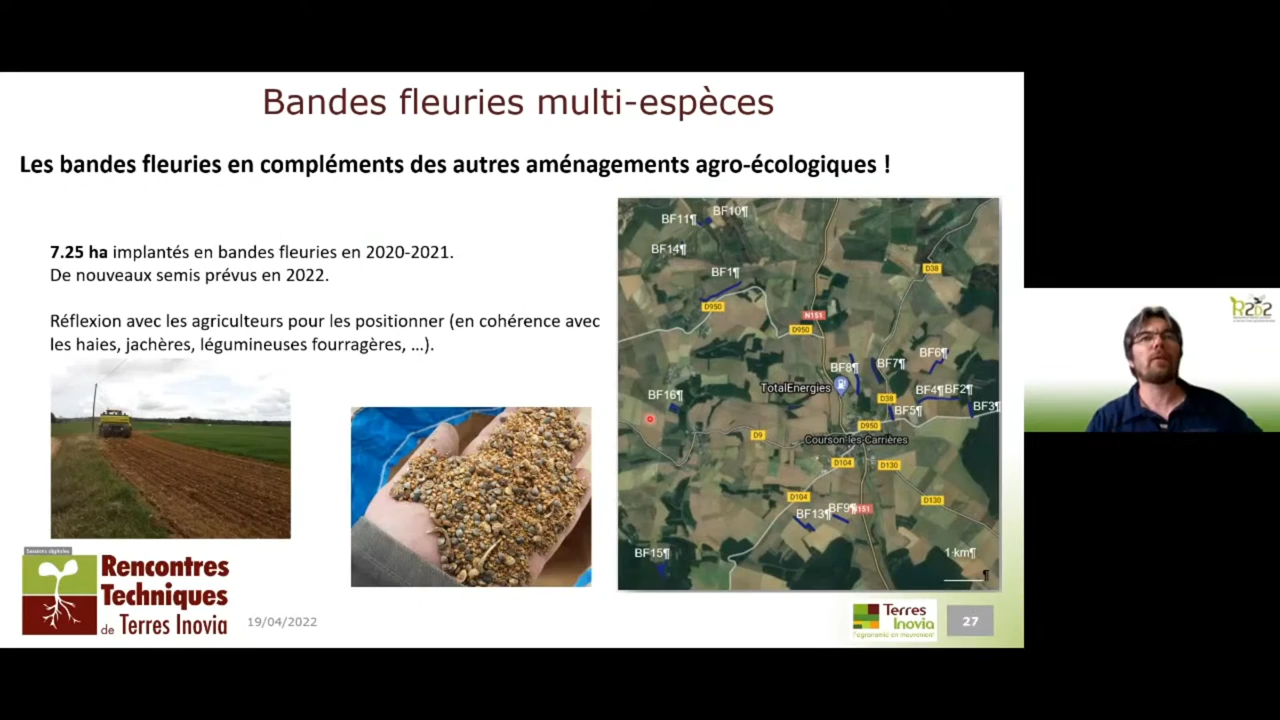 Bandes fleuries multi-espèces
Les bandes fleuries en compléments des autres aménagements agro-écologiques !
7.25 ha implantés en bandes fleuries en 2020-2021.
De nouveaux semis prévus en 2022.
Réflexion avec les agriculteurs pour les positionner (en cohérence avec
les haies, jachères, légumineuses fourragères, ...).
BF11¶
BF10¶
BF14¶
BF1¶
D38
D950
N151
D950
BF8¶
BF7¶
BF6¶
TotalEnergies
BF16¶
D38
BF4¶
BF2¶
BF5¶
BF3¶
D950
D9
Courson-les-Carrières
D104
D130
D104
D130
BF13¶
BF9¶
N151
BF15¶
1·km¶
¶
Sessions digitales
Rencontres
Techniques
de Terres Inovia
19/04/2022
Terres
Inovia
l'agronomie en mouvement
27
R2D2